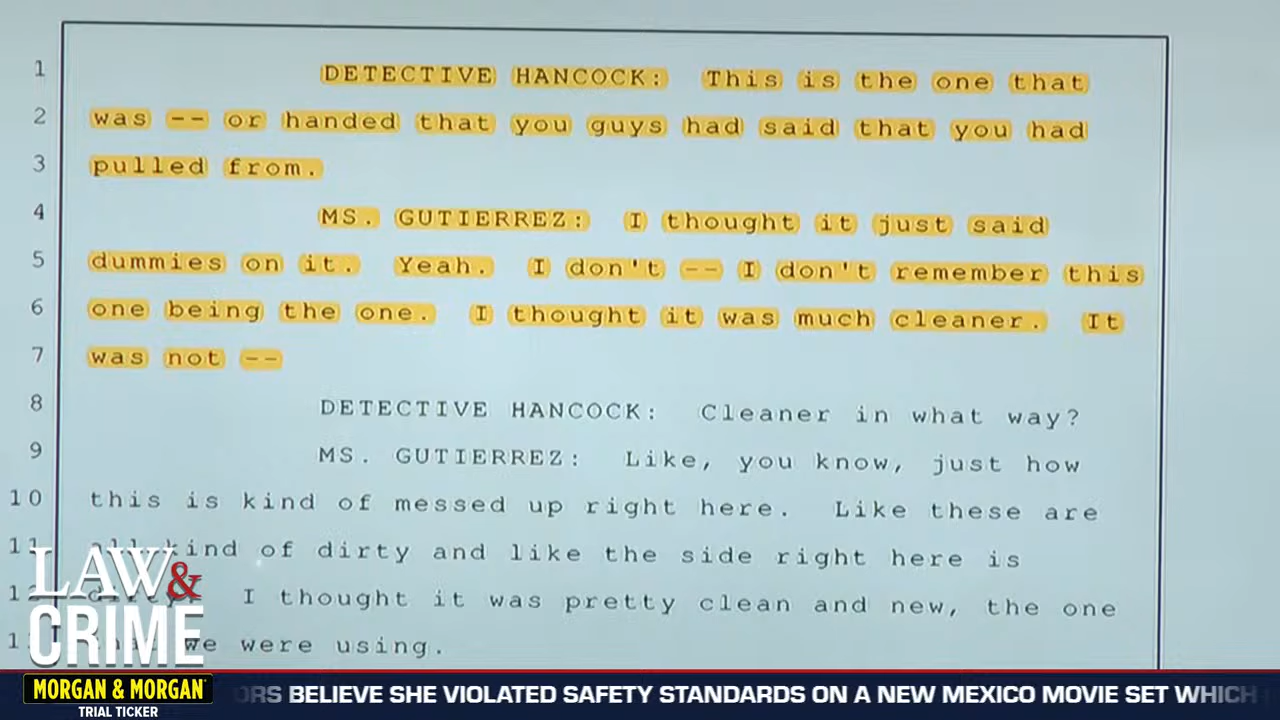 1 DETECTIVE HANCOCK: This is the one that
2 was -- or handed that you guys had said that you had
3 pulled from.
4 MS. GUTIERREZ: I thought it just said
5 dummies on it. Yeah. I don't -- I don't remember this
6 one being the one. I thought it was much cleaner. It
7 was not --
8 DETECTIVE HANCOCK: Cleaner in what way?
9 MS. GUTIERREZ: Like, you know, just how
10 this is kind of messed up right here. Like these are
11 all kind of dirty and like the side right here is
I thought it was pretty clean and new, the one
we were using.
LAW&
CRIME
MORGAN & MORGAN
TRIAL TICKER
ORS BELIEVE SHE VIOLATED SAFETY STANDARDS ON A NEW MEXICO MOVIE SET WHICH